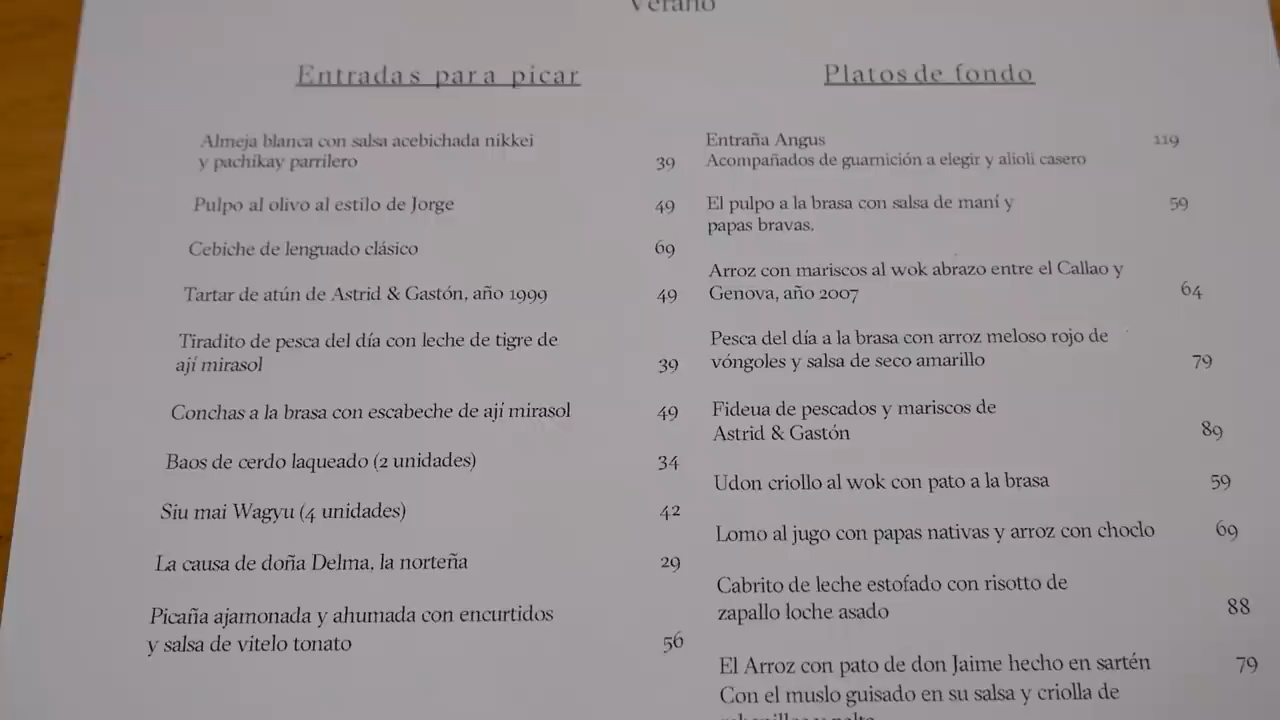 Verano
Entradas para picar
Almeja blanca con salsa acebichada nikkei
y pachikay parrilero 39
Pulpo al olivo al estilo de Jorge 49
Cebiche de lenguado clásico 69
Tartar de atún de Astrid & Gastón, año 1999 49
Tiradito de pesca del día con leche de tigre de
ají mirasol 39
Conchas a la brasa con escabeche de ají mirasol 49
Baos de cerdo laqueado (2 unidades) 34
Siu mai Wagyu (4 unidades) 42
La causa de doña Delma, la norteña 29
Picaña ajamonada y ahumada con encurtidos
y salsa de vitelo tonato 56
Platos de fondo
Entraña Angus 119
Acompañados de guarnición a elegir y alioli casero
El pulpo a la brasa con salsa de maní y 59
papas bravas.
Arroz con mariscos al wok abrazo entre el Callao y
Genova, año 2007 64
Pesca del día a la brasa con arroz meloso rojo de
vóngoles y salsa de seco amarillo 79
Fideua de pescados y mariscos de
Astrid & Gastón 89
Udon criollo al wok con pato a la brasa 59
Lomo al jugo con papas nativas y arroz con choclo 69
Cabrito de leche estofado con risotto de
zapallo loche asado 88
El Arroz con pato de don Jaime hecho en sartén 79
Con el muslo guisado en su salsa y criolla de